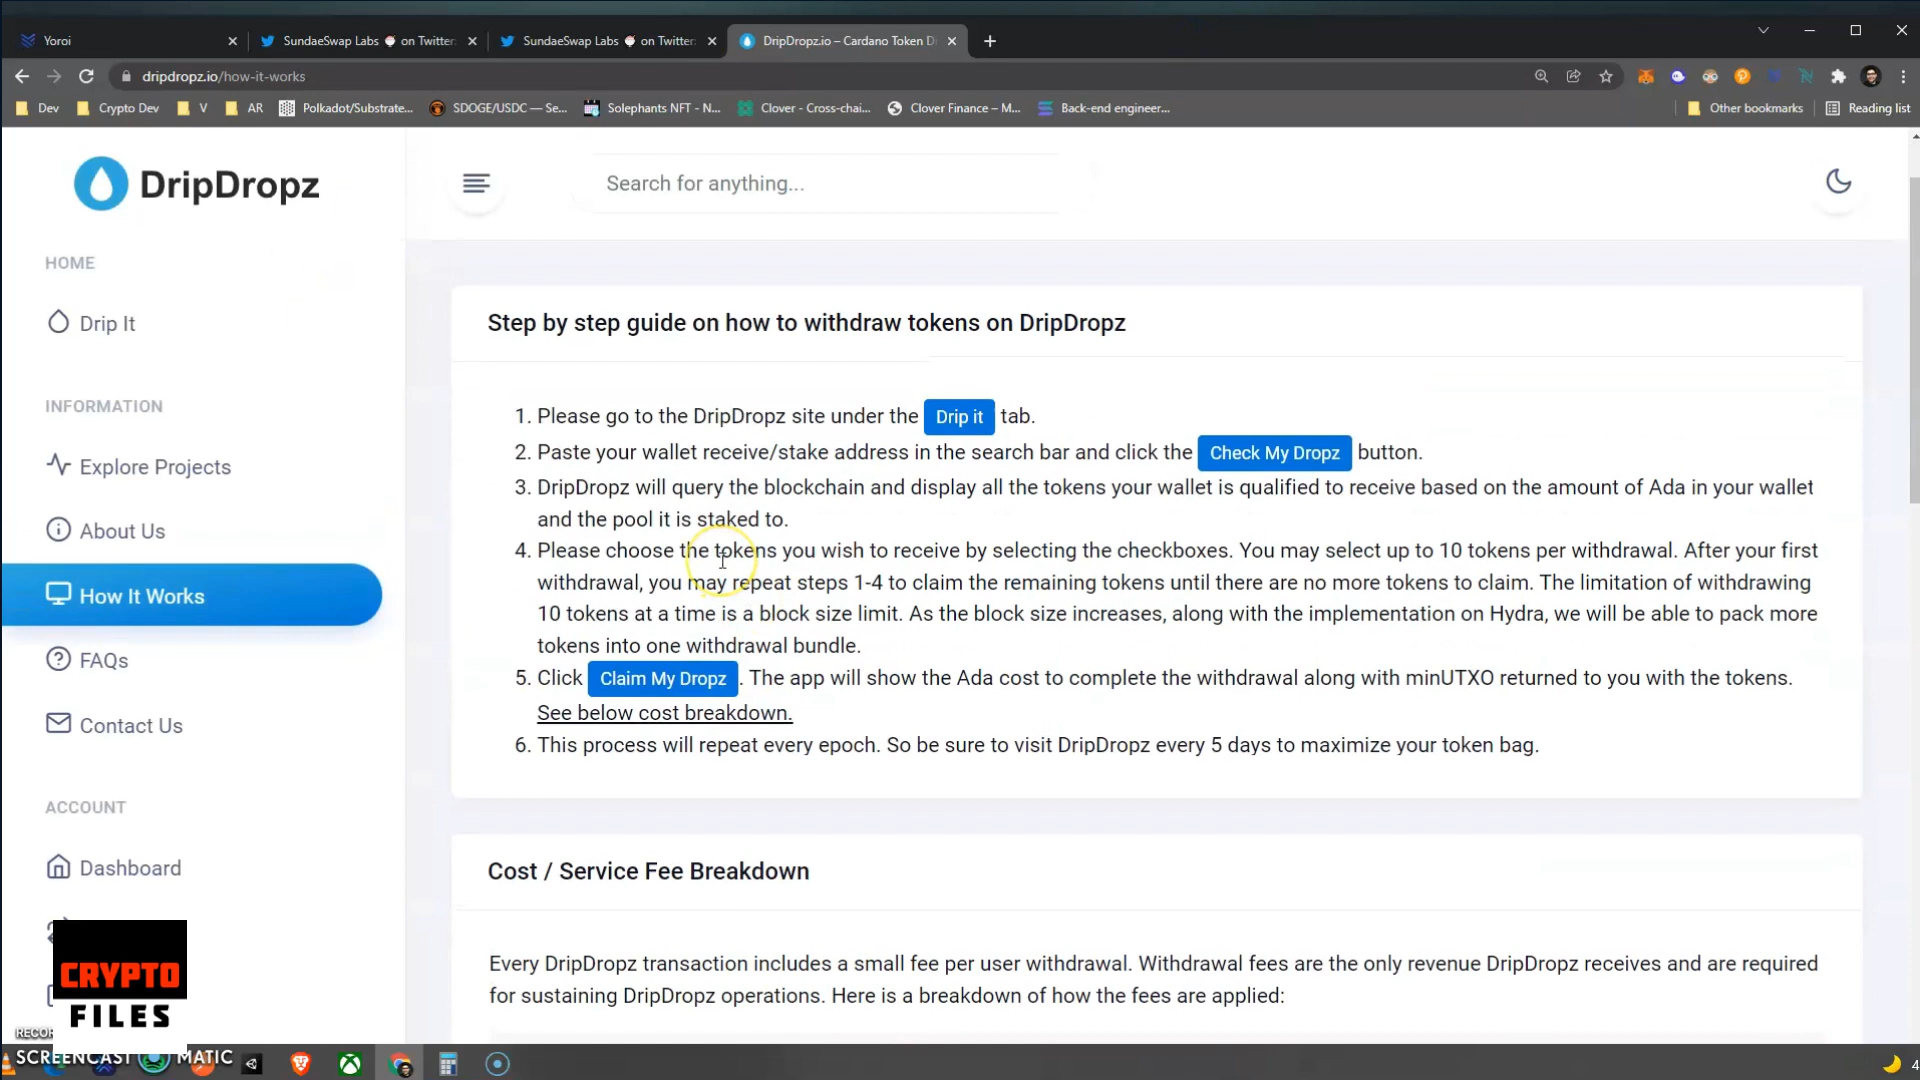 Yoroi
SundaeSwap Labs on Twitter:
SundaeSwap Labs on Twitter:
DripDropz.io – Cardano Token D
dripdropz.io/how-it-works
Dev
Crypto Dev
V
AR
Polkadot/Substrate...
SDOGE/USDC — Se...
Solephants NFT - N...
Clover - Cross-chai...
Clover Finance – M...
Back-end engineer...
Other bookmarks
Reading list
DripDropz
Search for anything...
HOME
Drip It
INFORMATION
Explore Projects
About Us
How It Works
FAQs
Contact Us
ACCOUNT
Dashboard
Step by step guide on how to withdraw tokens on DripDropz
1. Please go to the DripDropz site under the Drip it tab.
2. Paste your wallet receive/stake address in the search bar and click the Check My Dropz button.
3. DripDropz will query the blockchain and display all the tokens your wallet is qualified to receive based on the amount of Ada in your wallet
and the pool it is staked to.
4. Please choose the tokens you wish to receive by selecting the checkboxes. You may select up to 10 tokens per withdrawal. After your first
withdrawal, you may repeat steps 1-4 to claim the remaining tokens until there are no more tokens to claim. The limitation of withdrawing
10 tokens at a time is a block size limit. As the block size increases, along with the implementation on Hydra, we will be able to pack more
tokens into one withdrawal bundle.
5. Click Claim My Dropz . The app will show the Ada cost to complete the withdrawal along with minUTXO returned to you with the tokens.
See below cost breakdown.
6. This process will repeat every epoch. So be sure to visit DripDropz every 5 days to maximize your token bag.
Cost / Service Fee Breakdown
Every DripDropz transaction includes a small fee per user withdrawal. Withdrawal fees are the only revenue DripDropz receives and are required
for sustaining DripDropz operations. Here is a breakdown of how the fees are applied:
CRYPTO
FILES
RECOR
SCREENCAST MATIC
4